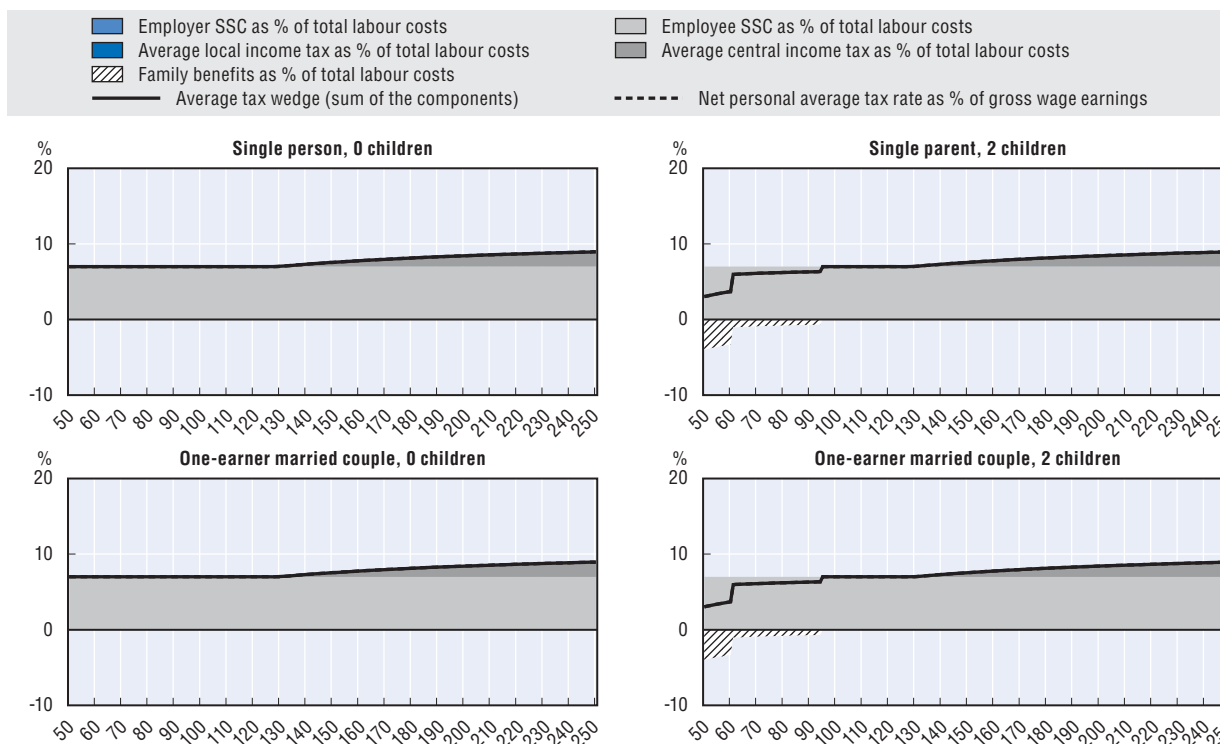 Employer SSC as % of total labour costs
Employee SSC as % of total labour costs
Average local income tax as % of total labour costs
Average central income tax as % of total labour costs
Family benefits as % of total labour costs
Average tax wedge (sum of the components)
Net personal average tax rate as % of gross wage earnings
%
Single person, 0 children
20
10
0
-10
50 60 70 80 90 100 110 120 130 140 150 160 170 180 190 200 210 220 230 240 250
%
Single parent, 2 children
20
10
0
-10
50 60 70 80 90 100 110 120 130 140 150 160 170 180 190 200 210 220 230 240
%
One-earner married couple, 0 children
20
10
0
-10
50 60 70 80 90 100 110 120 130 140 150 160 170 180 190 200 210 220 230 240 250
%
One-earner married couple, 2 children
20
10
0
-10
50 60 70 80 90 100 110 120 130 140 150 160 170 180 190 200 210 220 230 240